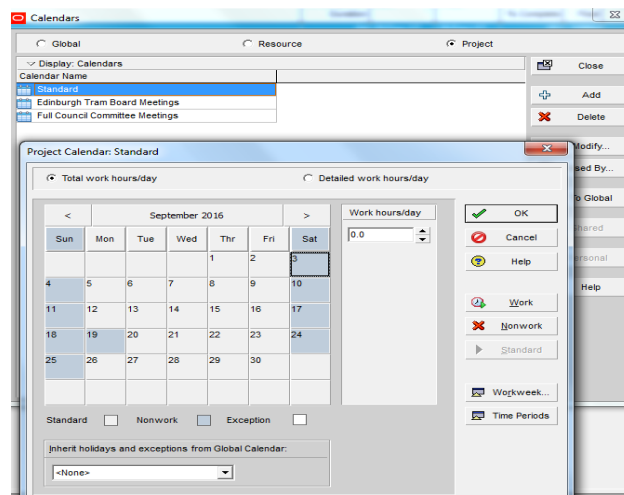 Calendars
Global Resource Project
Display: Calendars
Calendar Name
Standard
Edinburgh Tram Board Meetings
Full Council Committee Meetings
Close
Add
Delete
Modify...
sed By...
To Global
hared
ersonal
Help
Project Calendar: Standard
Total work hours/day Detailed work hours/day
< September 2016 >
Sun Mon Tue Wed Thr Fri Sat
1 2 3
4 5 6 7 8 9 10
11 12 13 14 15 16 17
18 19 20 21 22 23 24
25 26 27 28 29 30
Standard Nonwork Exception
Inherit holidays and exceptions from Global Calendar:
<None>
Work hours/day
0.0
OK
Cancel
Help
Work
Nonwork
Standard
Workweek...
Time Periods